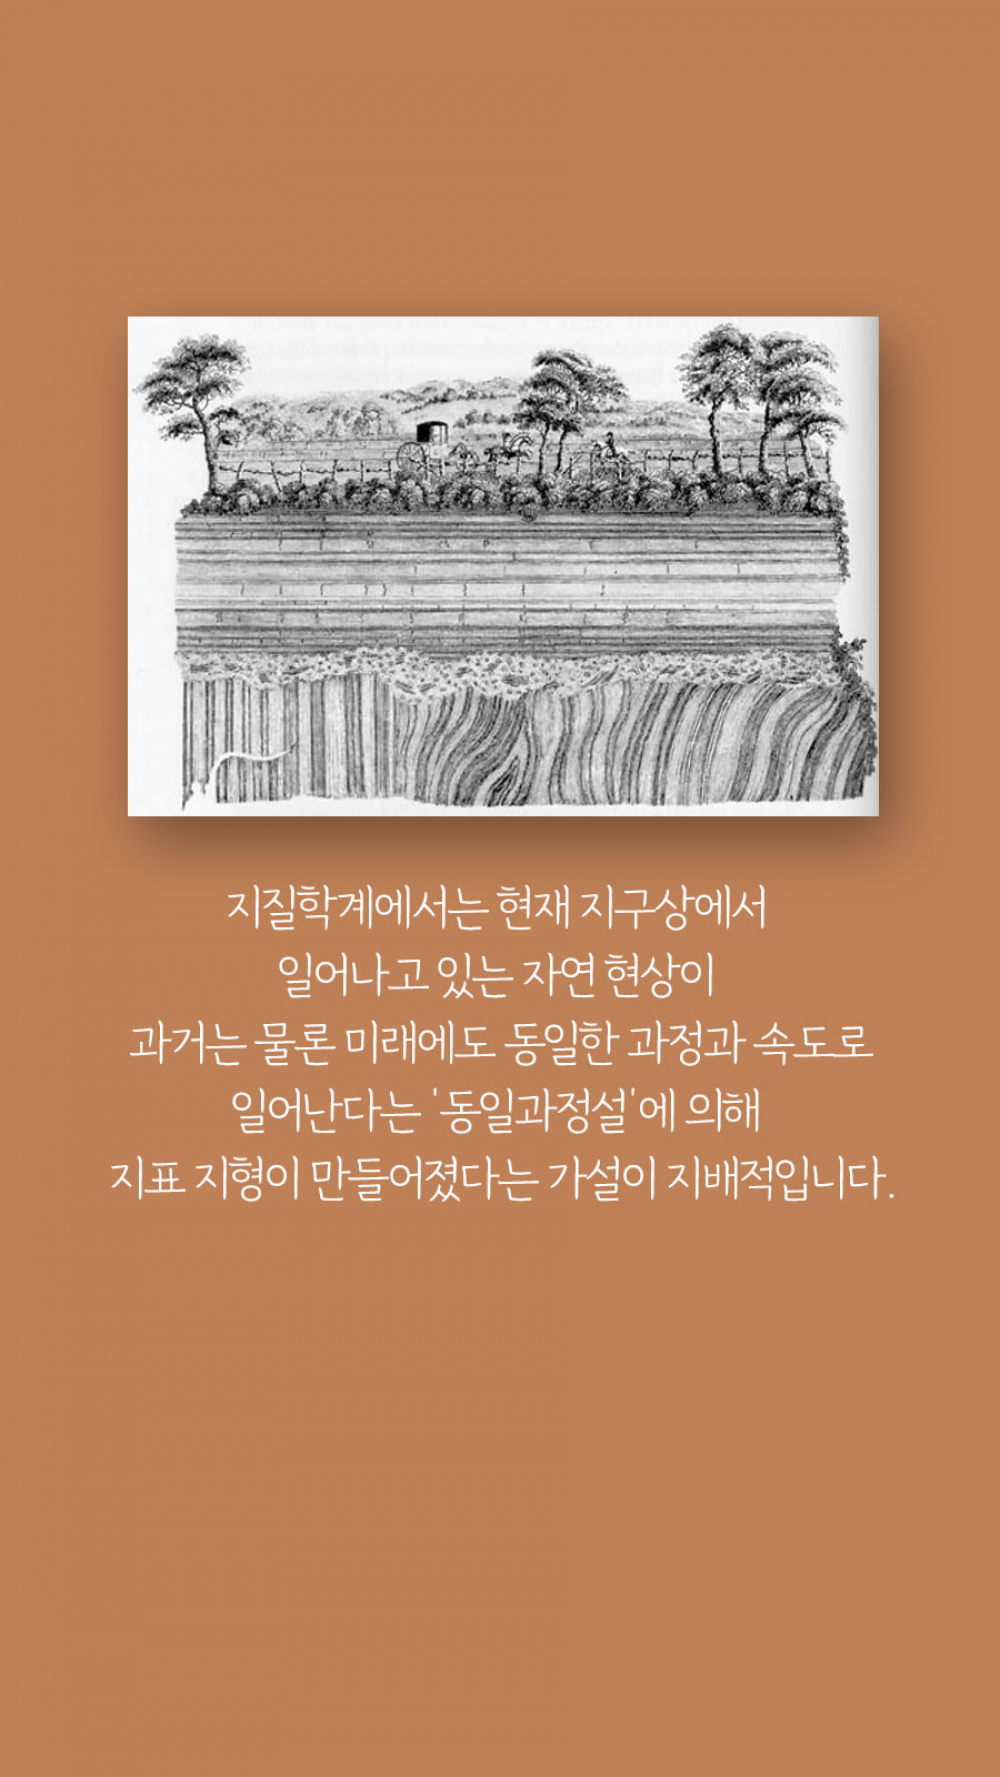 지질학계에서는 현재 지구상에서
일어나고 있는 자연 현상이
과거는 물론 미래에도 동일한 과정과 속도로
일어난다는 '동일과정설'에 의해
지표 지형이 만들어졌다는 가설이 지배적입니다.